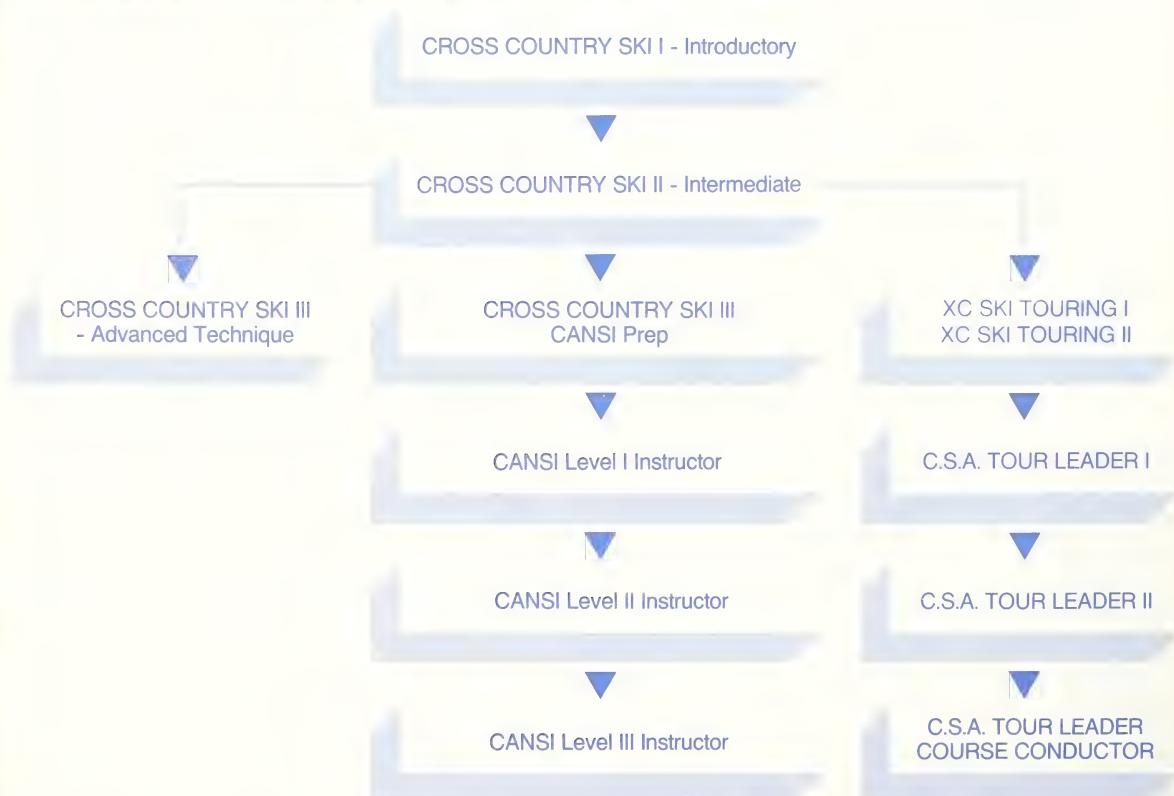 CROSS COUNTRY SKI I - Introductory
CROSS COUNTRY SKI II - Intermediate
CROSS COUNTRY SKI III
- Advanced Technique
CROSS COUNTRY SKI III
CANSI Prep
XC SKI TOURING I
XC SKI TOURING II
CANSI Level I Instructor
C.S.A. TOUR LEADER I
CANSI Level II Instructor
C.S.A. TOUR LEADER II
CANSI Level III Instructor
C.S.A. TOUR LEADER
COURSE CONDUCTOR